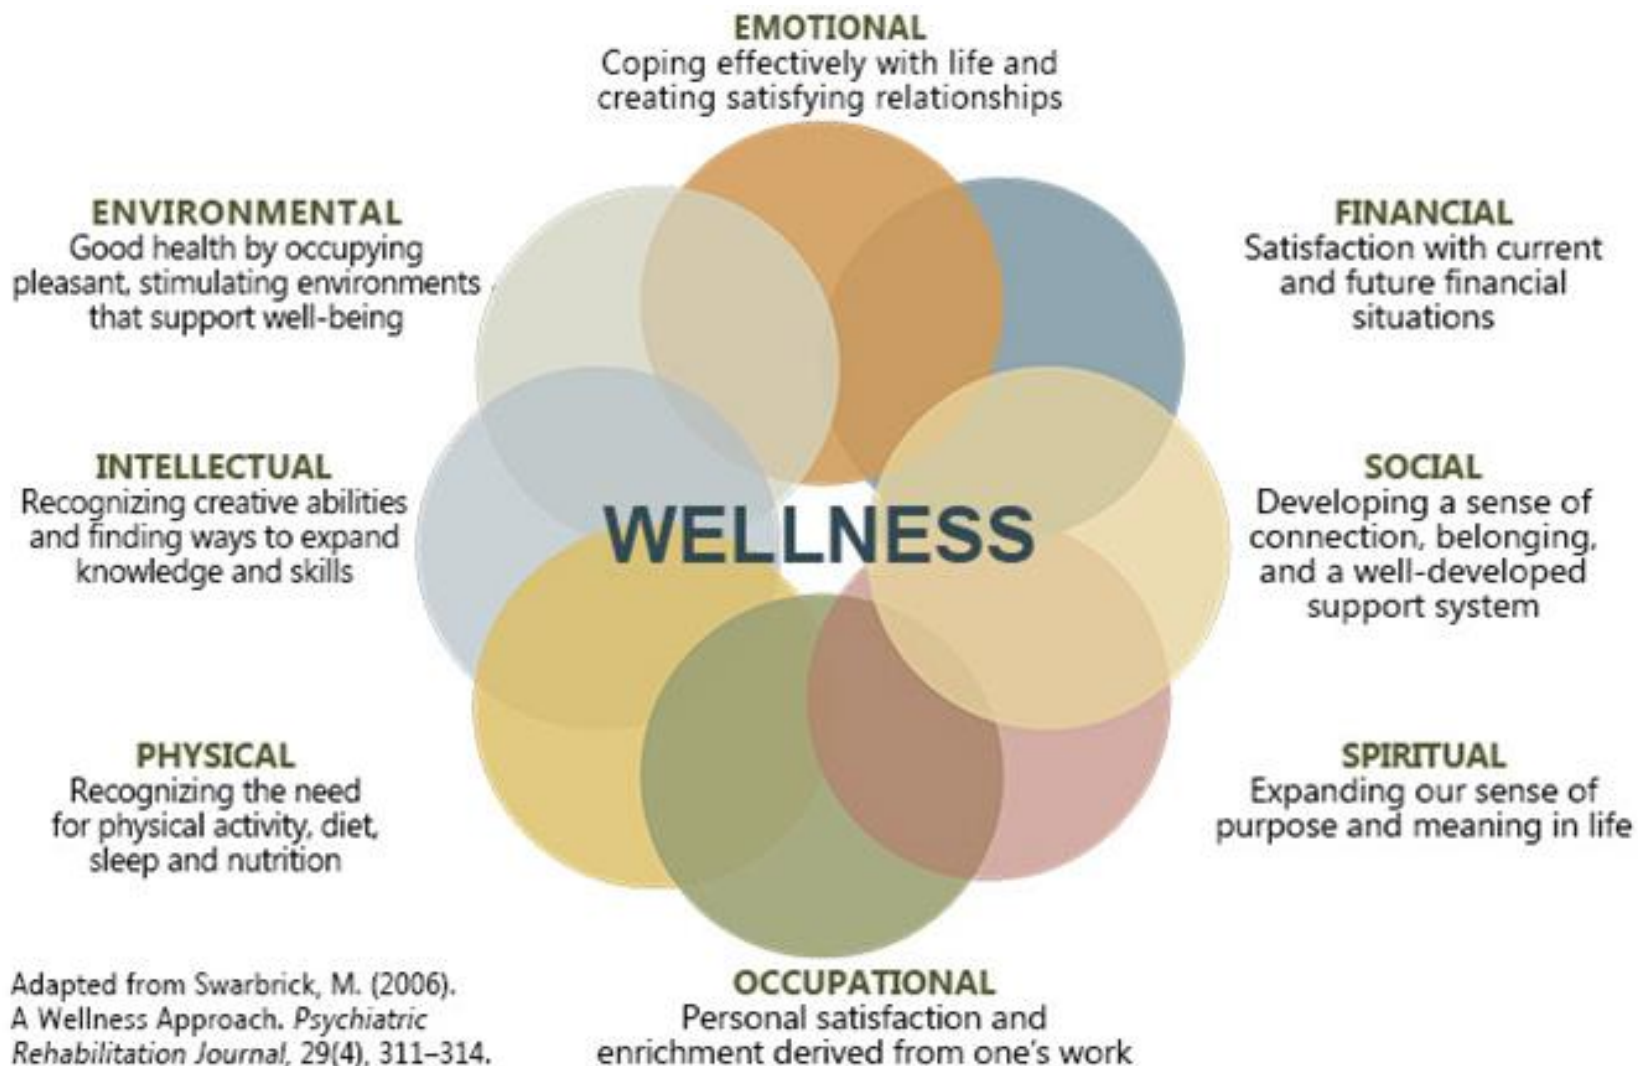 EMOTIONAL
Coping effectively with life and
creating satisfying relationships
ENVIRONMENTAL
Good health by occupying
pleasant, stimulating environments
that support well-being
FINANCIAL
Satisfaction with current
and future financial
situations
INTELLECTUAL
Recognizing creative abilities
and finding ways to expand
knowledge and skills
WELLNESS
SOCIAL
Developing a sense of
connection, belonging,
and a well-developed
support system
PHYSICAL
Recognizing the need
for physical activity, diet,
sleep and nutrition
SPIRITUAL
Expanding our sense of
purpose and meaning in life
OCCUPATIONAL
Personal satisfaction and
enrichment derived from one's work
Adapted from Swarbrick, M. (2006).
A Wellness Approach. Psychiatric
Rehabilitation Journal, 29(4), 311–314.